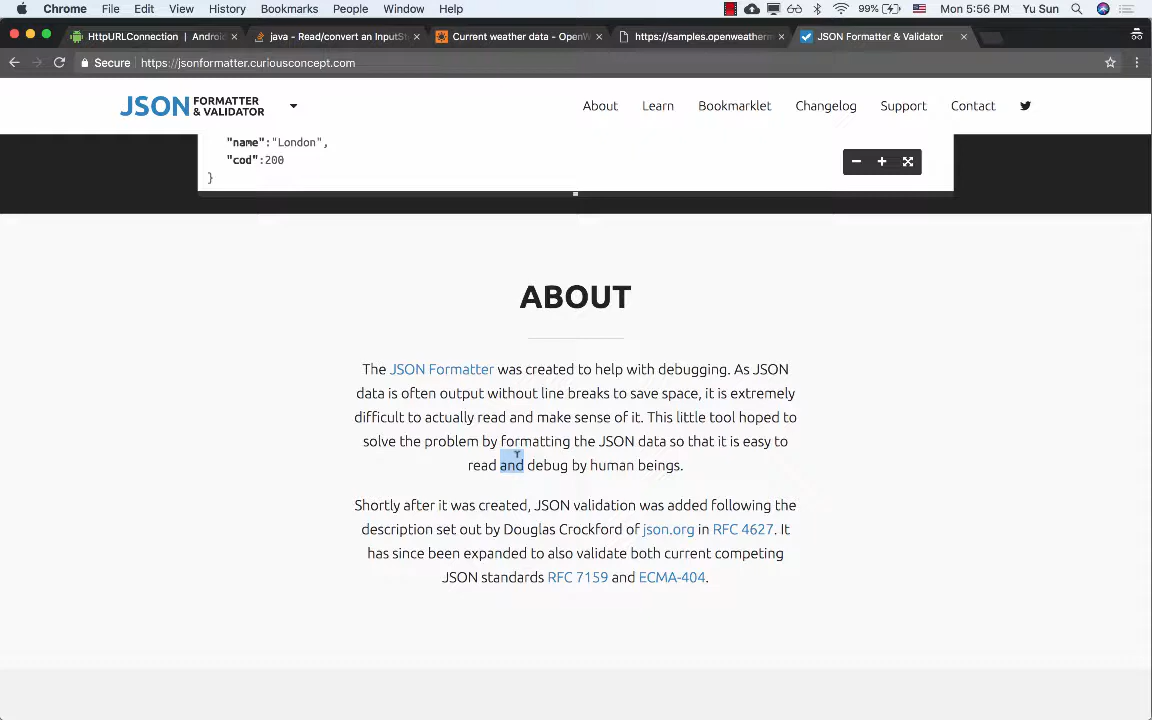 Chrome File Edit View History Bookmarks People Window Help 99% Mon 5:56 PM Yu Sun
HttpURLConnection | Android
java - Read/convert an InputSt
Current weather data - OpenW
https://samples.openweatherm
JSON Formatter & Validator
Secure https://jsonformatter.curiousconcept.com
JSON FORMATTER & VALIDATOR
About Learn Bookmarklet Changelog Support Contact
"name":"London",
"cod":200
}
ABOUT
The JSON Formatter was created to help with debugging. As JSON
data is often output without line breaks to save space, it is extremely
difficult to actually read and make sense of it. This little tool hoped to
solve the problem by formatting the JSON data so that it is easy to
read and debug by human beings.
Shortly after it was created, JSON validation was added following the
description set out by Douglas Crockford of json.org in RFC 4627. It
has since been expanded to also validate both current competing
JSON standards RFC 7159 and ECMA-404.